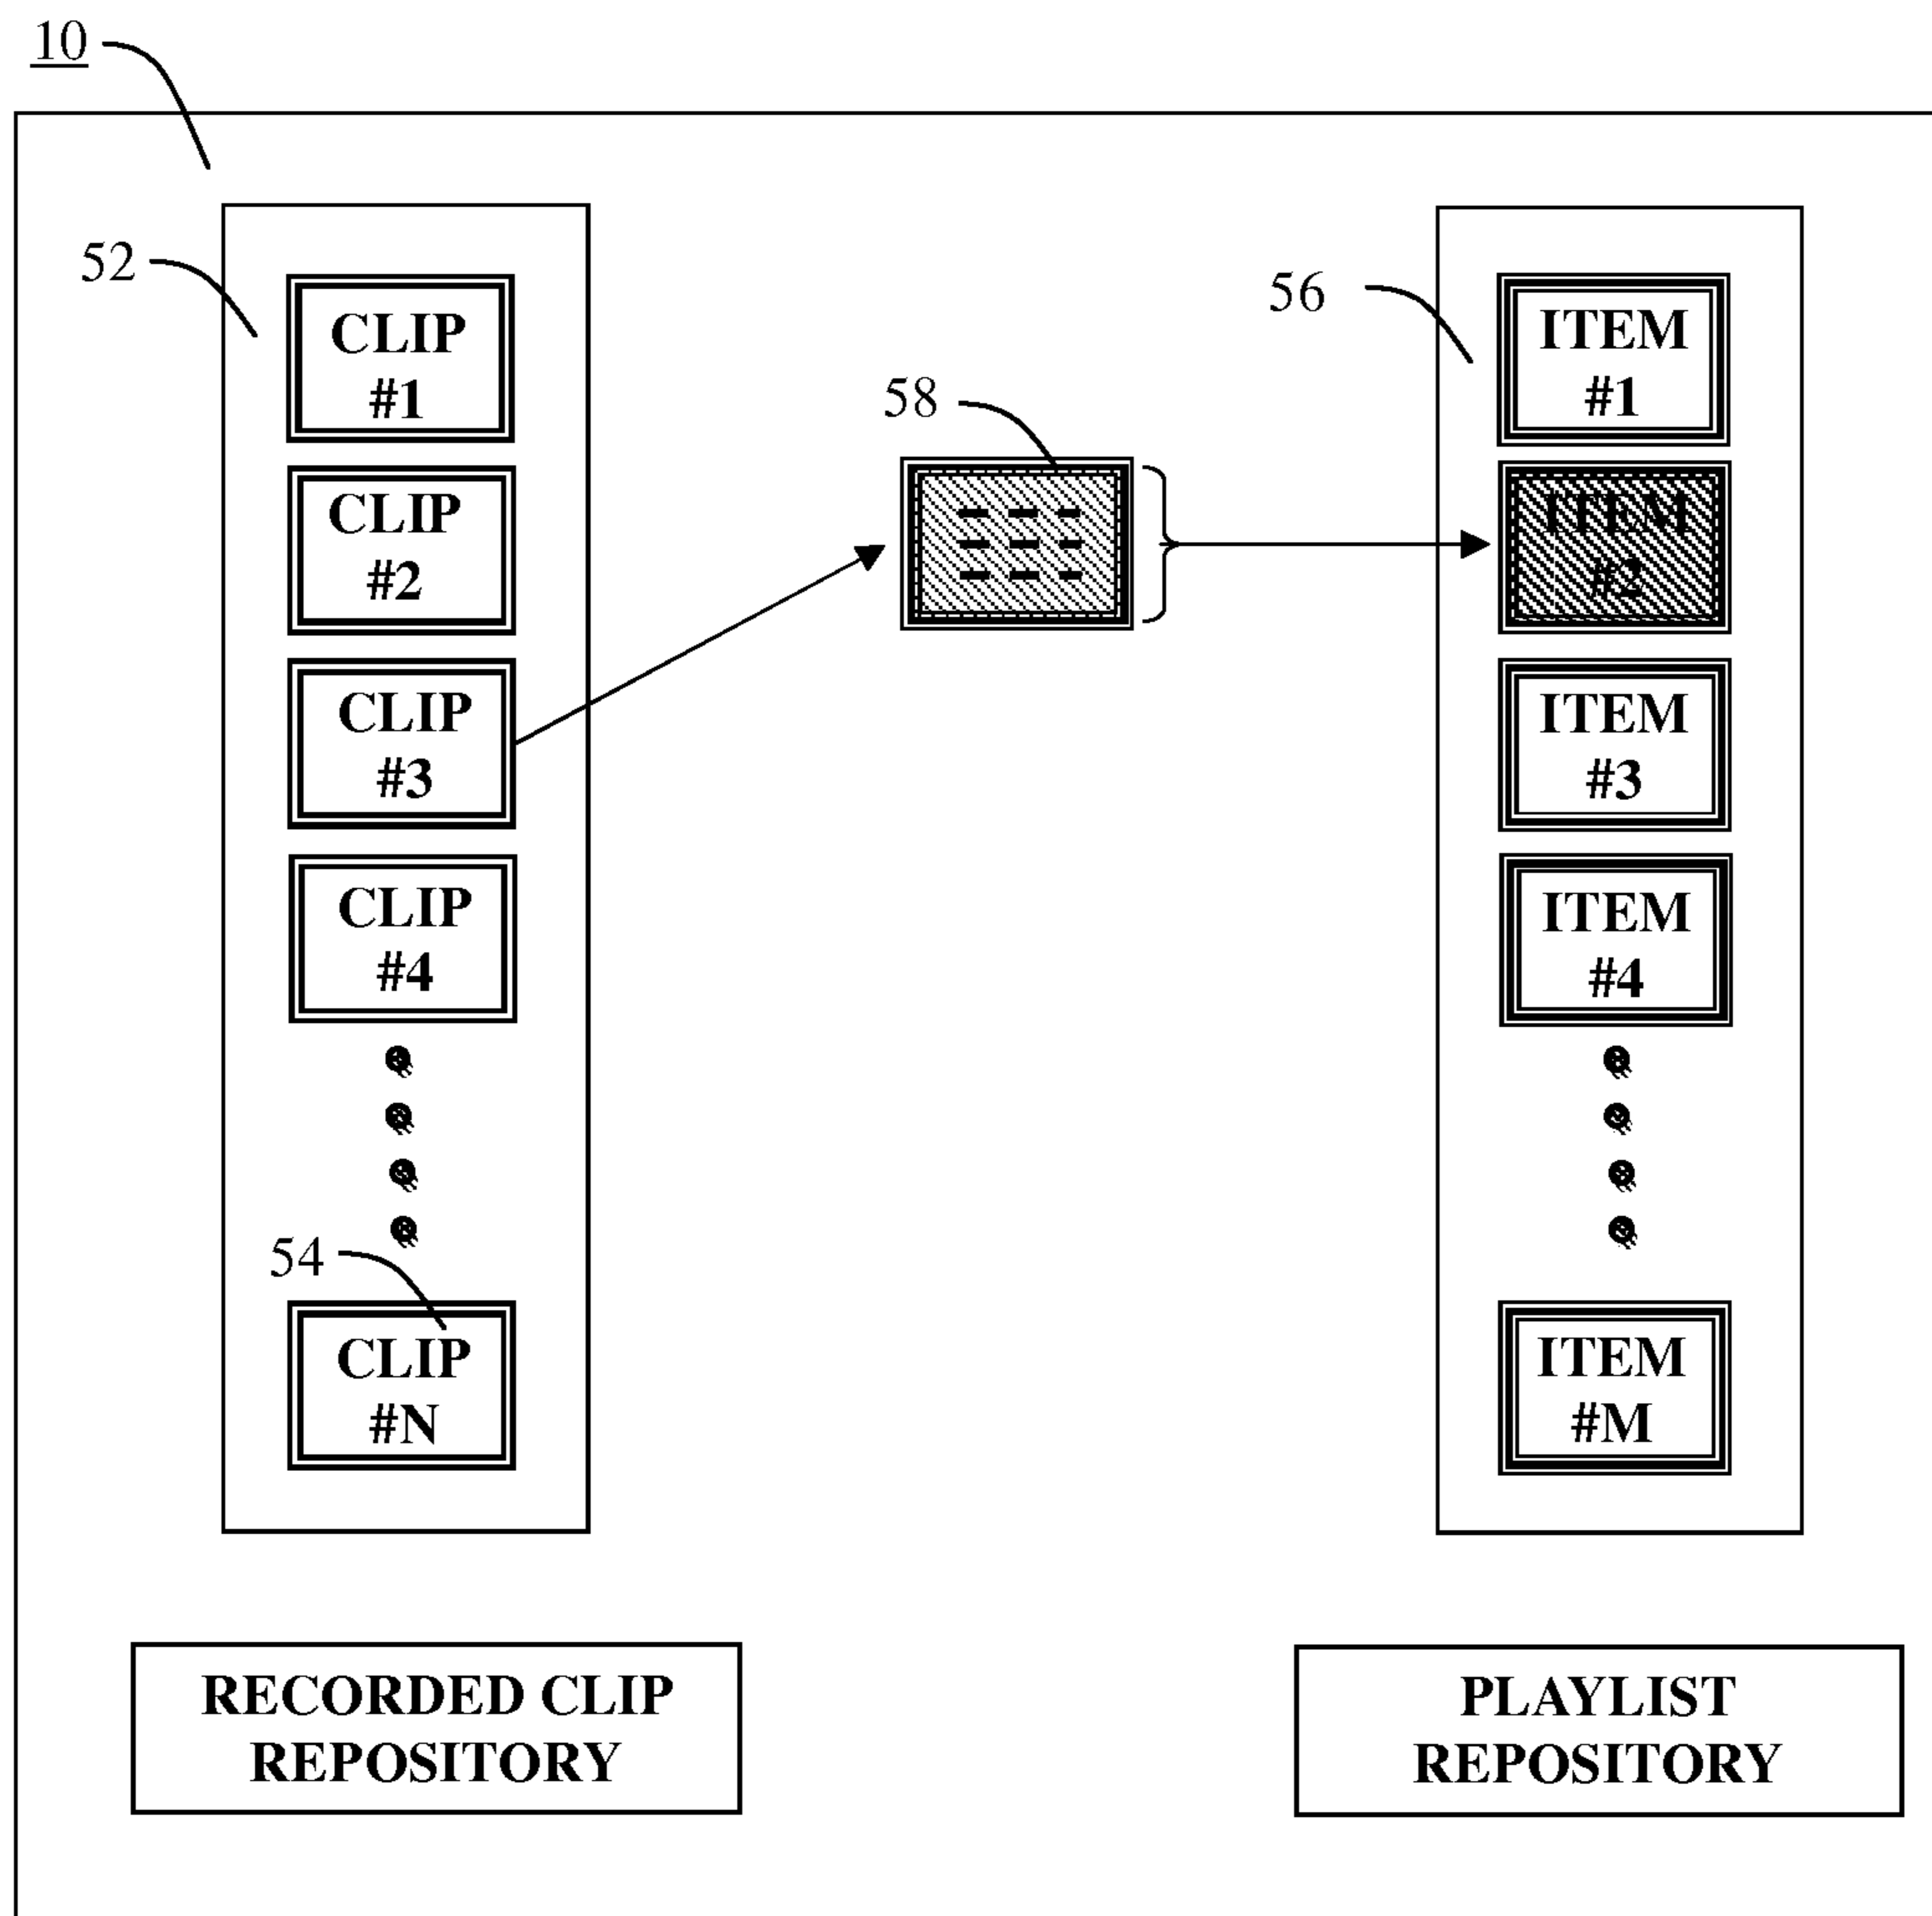 10
52
CLIP
#1
CLIP
#2
CLIP
#3
CLIP
#4
54
CLIP
#N
58
56
ITEM
#1
ITEM
#2
ITEM
#3
ITEM
#4
ITEM
#M
RECORDED CLIP
REPOSITORY
PLAYLIST
REPOSITORY